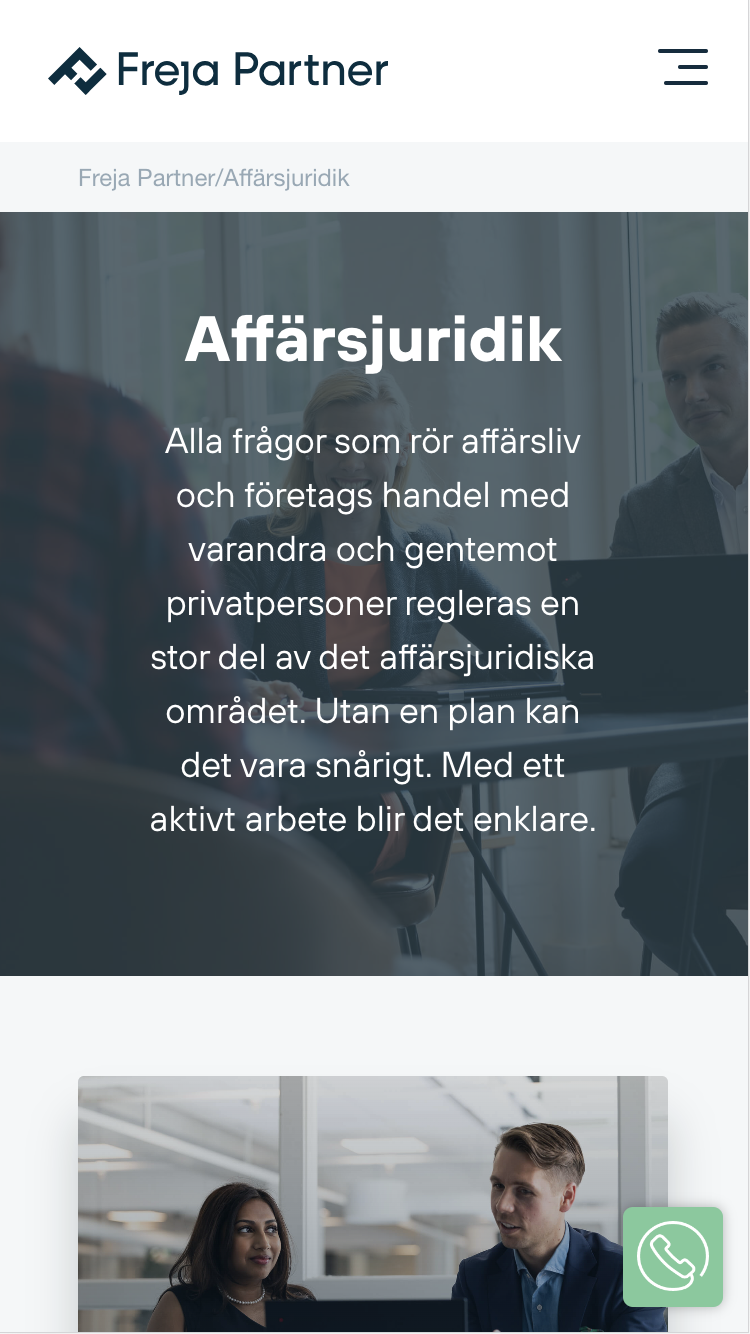 Freja Partner
Freja Partner/Affärsjuridik
Affärsjuridik
Alla frågor som rör affärsliv
och företags handel med
varandra och gentemot
privatpersoner regleras en
stor del av det affärsjuridiska
området. Utan en plan kan
det vara snårigt. Med ett
aktivt arbete blir det enklare.